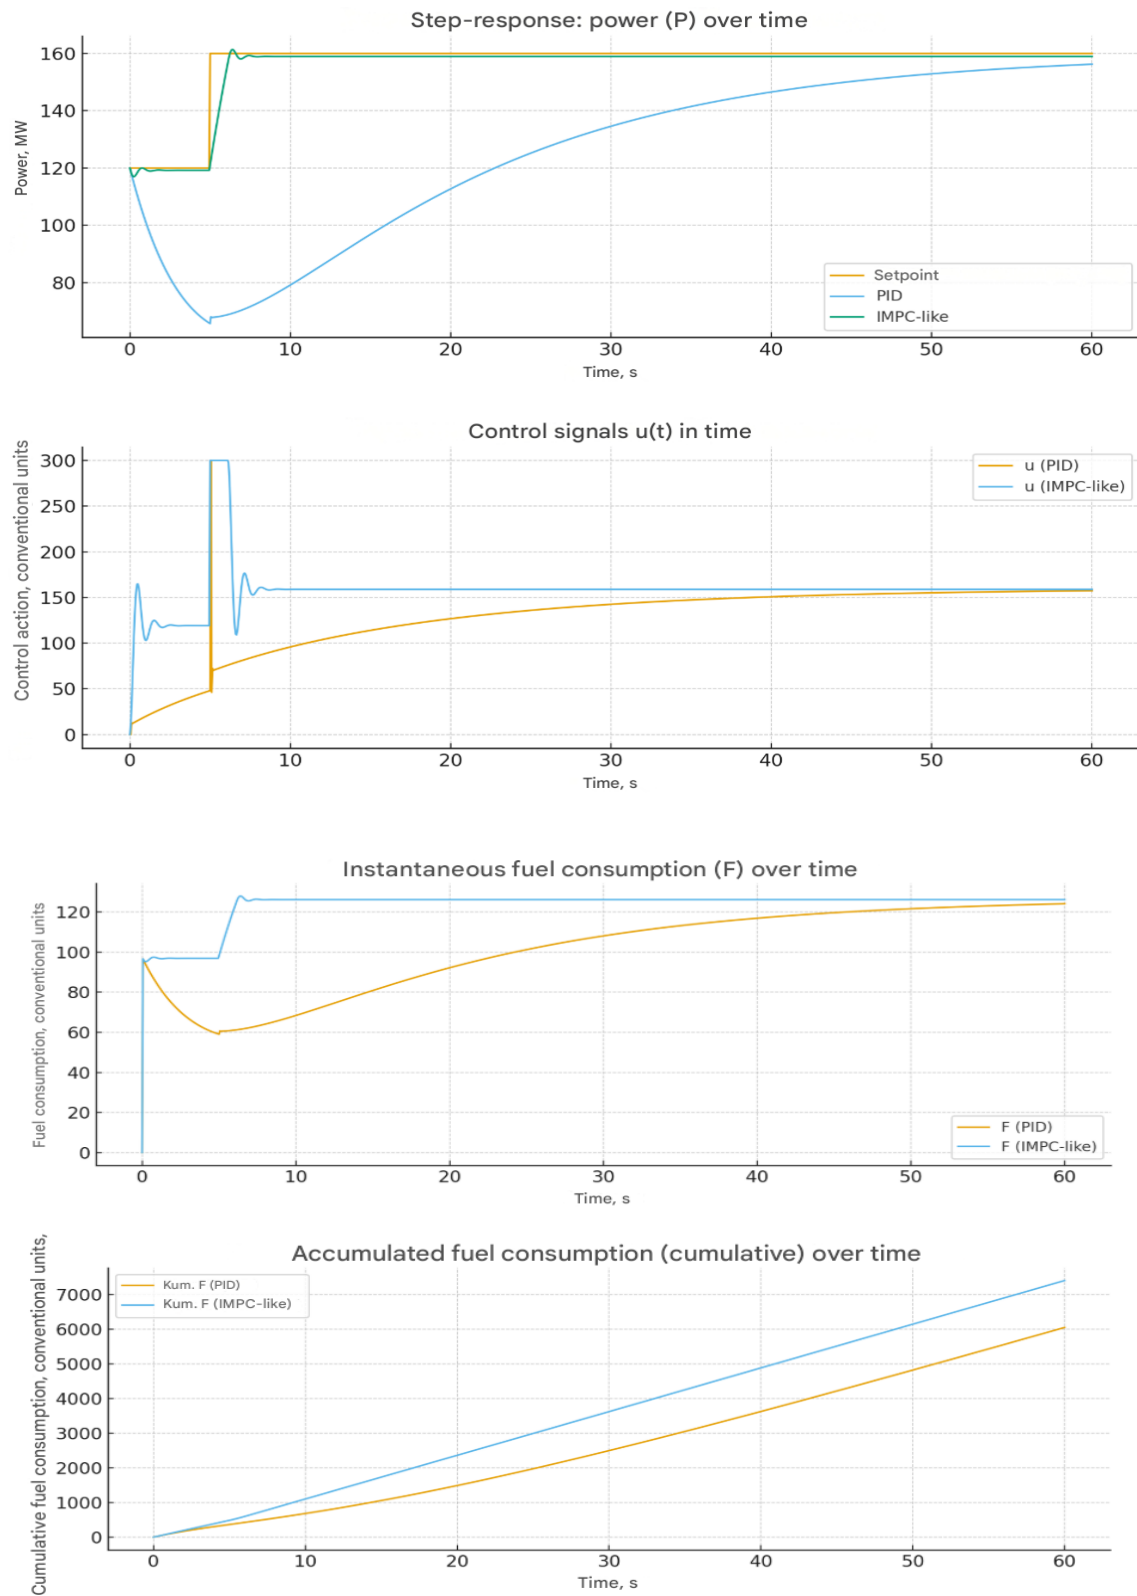 Step-response: power (P) over time
Power, MW
160
140
120
100
80
Setpoint
PID
IMPC-like
0 10 20 30 40 50 60
Time, s
Control signals u(t) in time
Control action, conventional units
300
250
200
150
100
50
0
u (PID)
u (IMPC-like)
0 10 20 30 40 50 60
Time, s
Instantaneous fuel consumption (F) over time
Fuel consumption, conventional units
120
100
80
60
40
20
0
F (PID)
F (IMPC-like)
0 10 20 30 40 50 60
Time, s
Accumulated fuel consumption (cumulative) over time
Cumulative fuel consumption, conventional units,
Kum. F (PID)
Kum. F (IMPC-like)
7000
6000
5000
4000
3000
2000
1000
0
0 10 20 30 40 50 60
Time, s